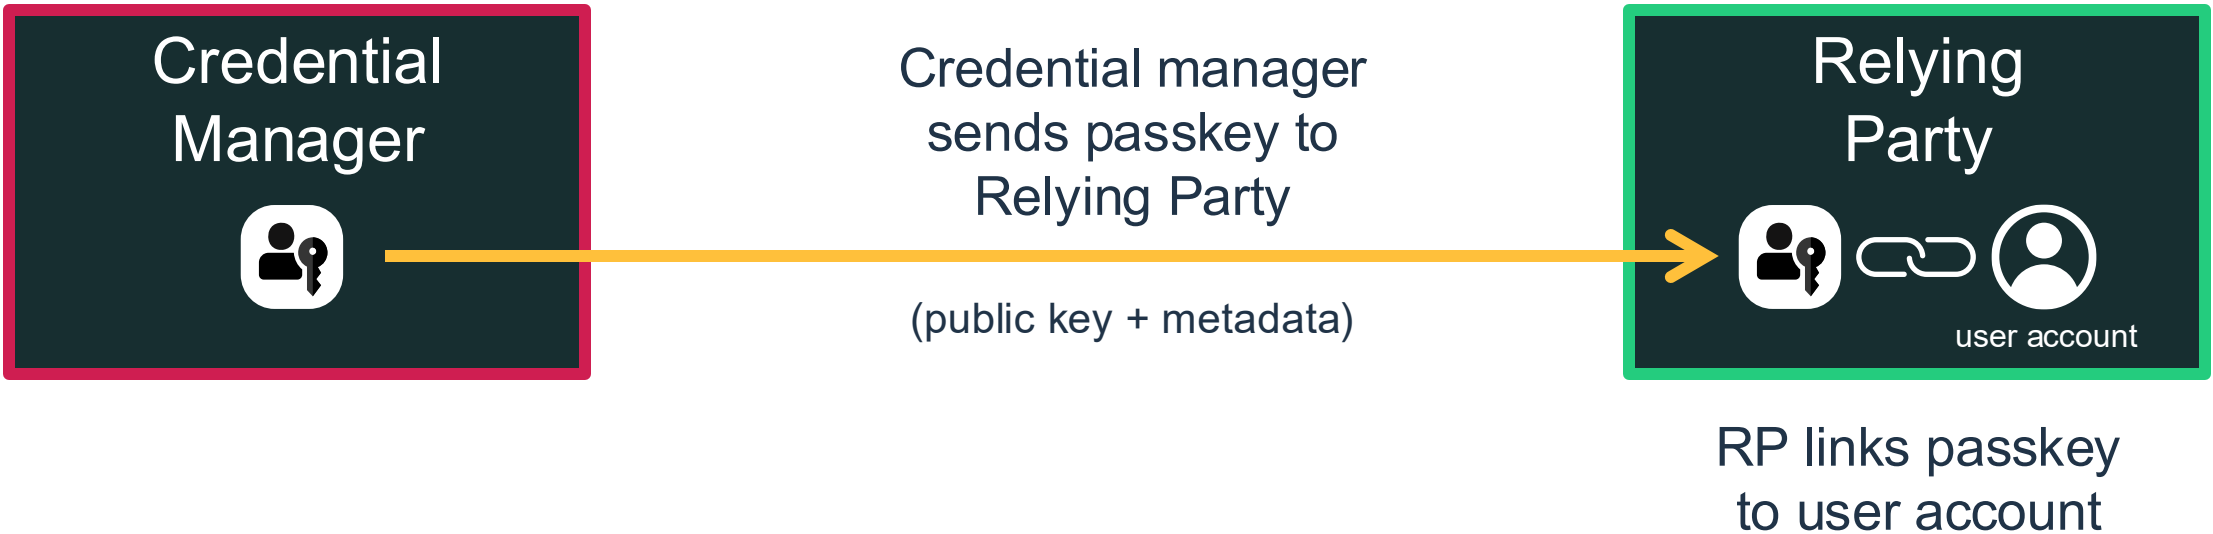 Credential
Manager
Credential manager
sends passkey to
Relying Party
(public key + metadata)
Relying
Party
user account
RP links passkey
to user account